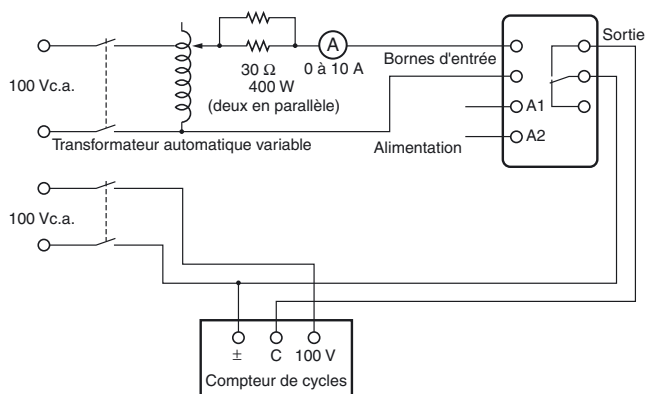 Sortie
A
Bornes d'entrée
100 Vc.a.
30 Ω
0 à 10 A
400 W
(deux en parallèle)
A1
Transformateur automatique variable
Alimentation
A2
100 Vc.a.
± C 100 V
Compteur de cycles